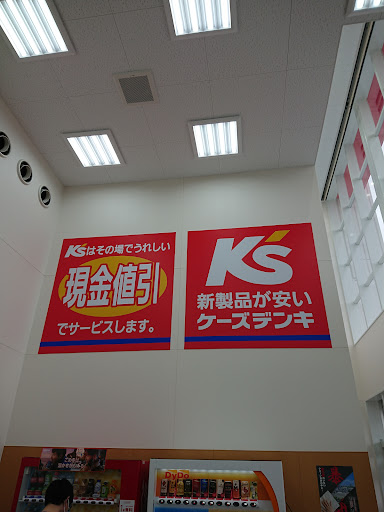 K'sはその場でうれしい
現金値引
でサービスします。
K's
新製品が安い
ケーズデンキ
DyDo